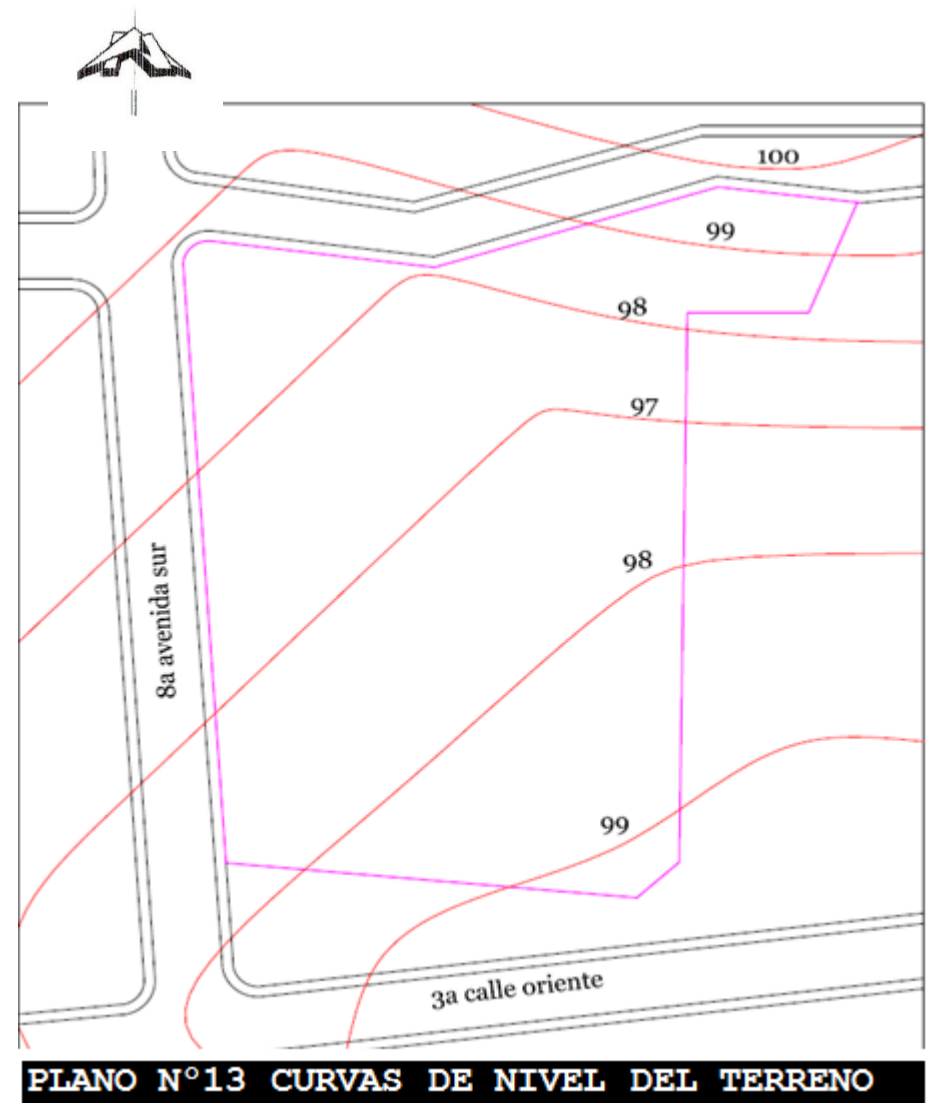 100
99
98
97
98
8a avenida sur
99
3a calle oriente
PLANO N°13 CURVAS DE NIVEL DEL TERRENO